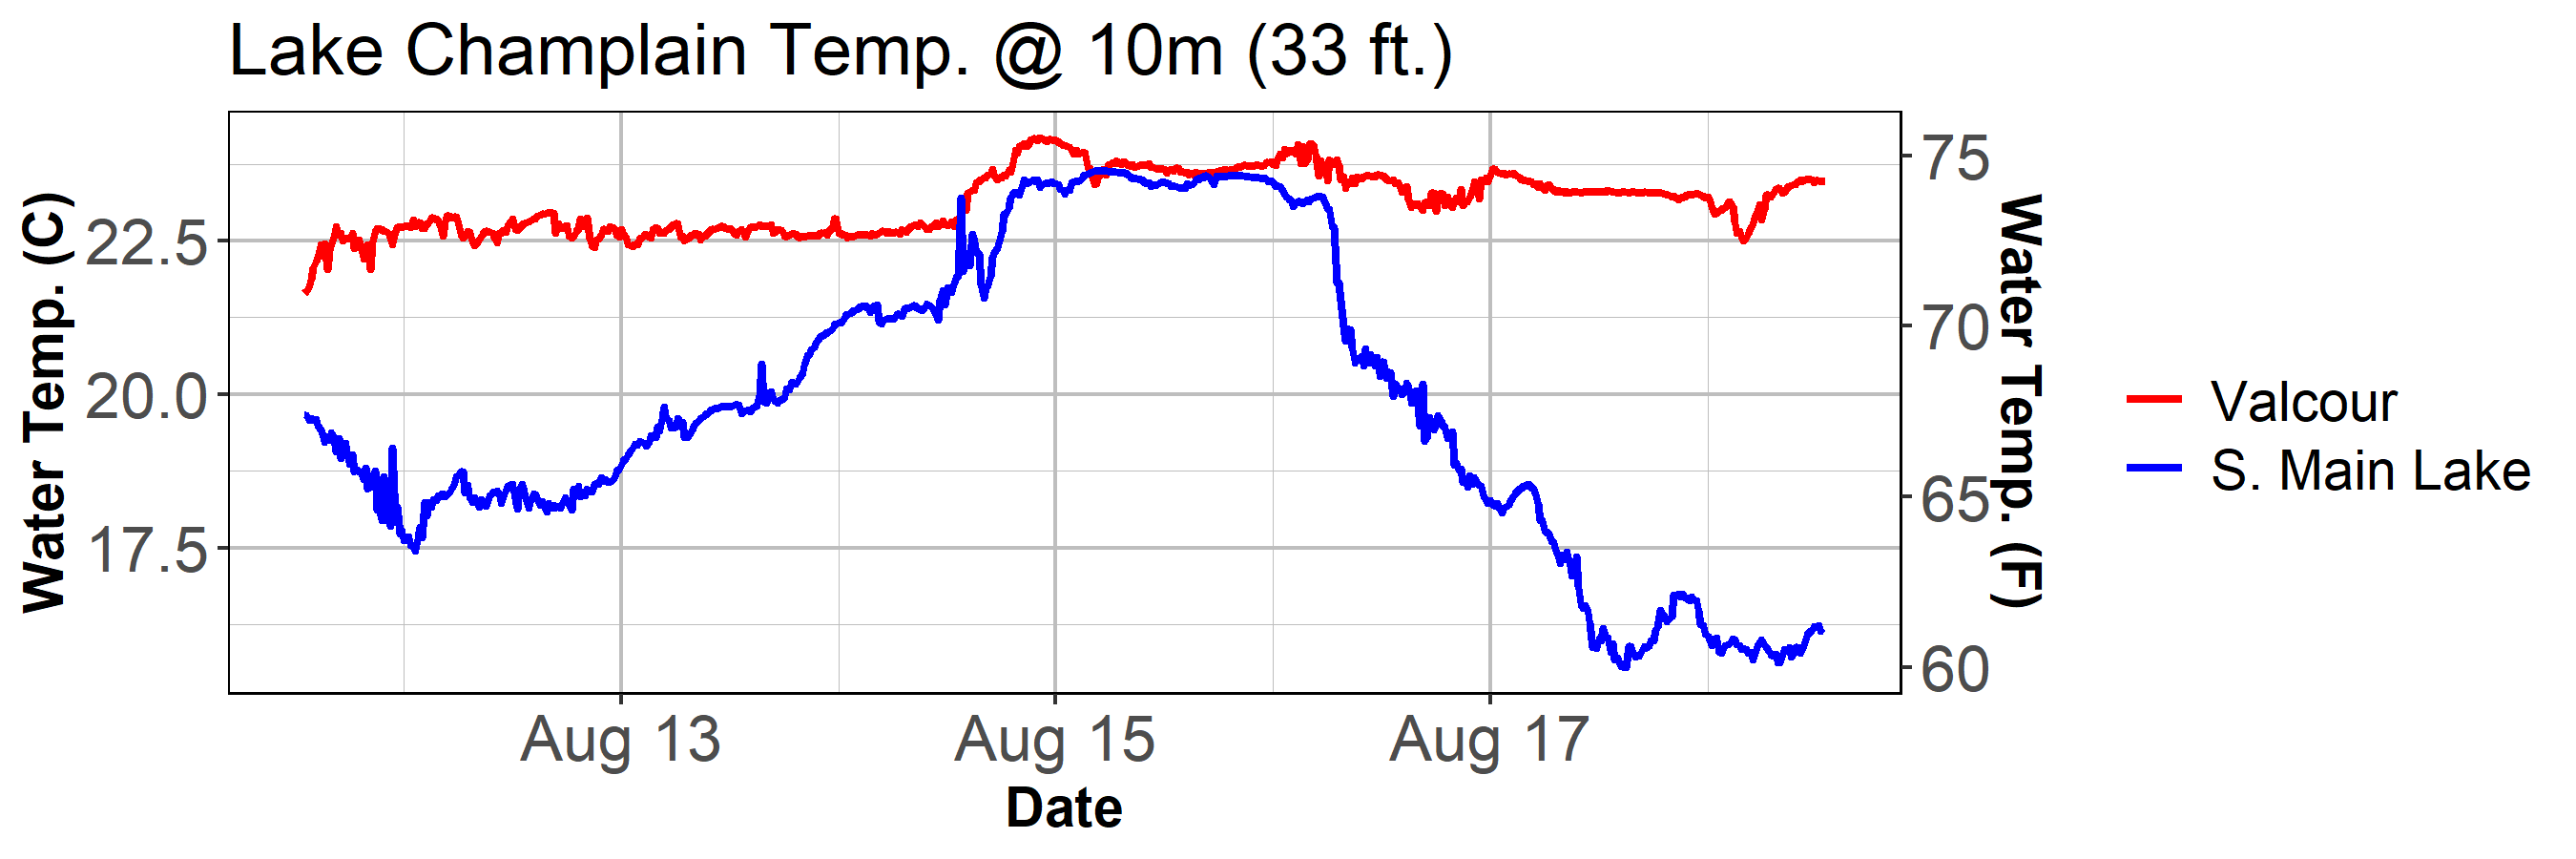 Lake Champlain Temp. @ 10m (33 ft.)
Water Temp. (C)
22.5
20.0
17.5
75
70
65
60
Water Temp. (F)
Aug 13
Aug 15
Aug 17
Date
Valcour
S. Main Lake